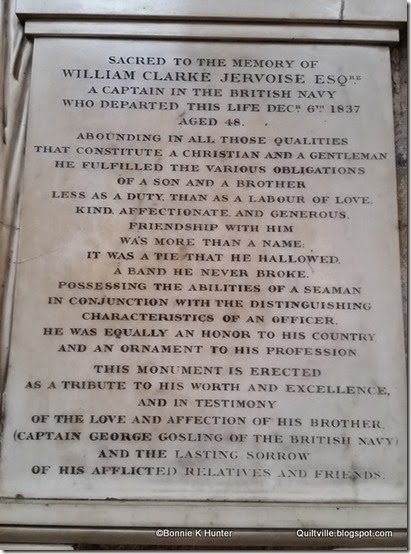 SACRED TO THE MEMORY OF
WILLIAM CLARKE JERVOISE ESQRE
A CAPTAIN IN THE BRITISH NAVY
WHO DEPARTED THIS LIFE DECR 6TH 1837
AGED 48.
ABOUNDING IN ALL THOSE QUALITIES
THAT CONSTITUTE A CHRISTIAN AND A GENTLEMAN
HE FULFILLED THE VARIOUS OBLIGATIONS
OF A SON AND A BROTHER
LESS AS A DUTY, THAN AS A LABOUR OF LOVE.
KIND, AFFECTIONATE, AND GENEROUS,
FRIENDSHIP WITH HIM
WAS MORE THAN A NAME;
IT WAS A TIE THAT HE HALLOWED,
A BAND HE NEVER BROKE.
POSSESSING THE ABILITIES OF A SEAMAN
IN CONJUNCTION WITH THE DISTINGUISHING
CHARACTERISTICS OF AN OFFICER,
HE WAS EQUALLY AN HONOR TO HIS COUNTRY
AND AN ORNAMENT TO HIS PROFESSION
THIS MONUMENT IS ERECTED
AS A TRIBUTE TO HIS WORTH AND EXCELLENCE,
AND IN TESTIMONY
OF THE LOVE AND AFFECTION OF HIS BROTHER,
(CAPTAIN GEORGE GOSLING OF THE BRITISH NAVY)
AND THE LASTING SORROW
OF HIS AFFLICTED RELATIVES AND FRIENDS.
©Bonnie K Hunter Quiltville.blogspot.com